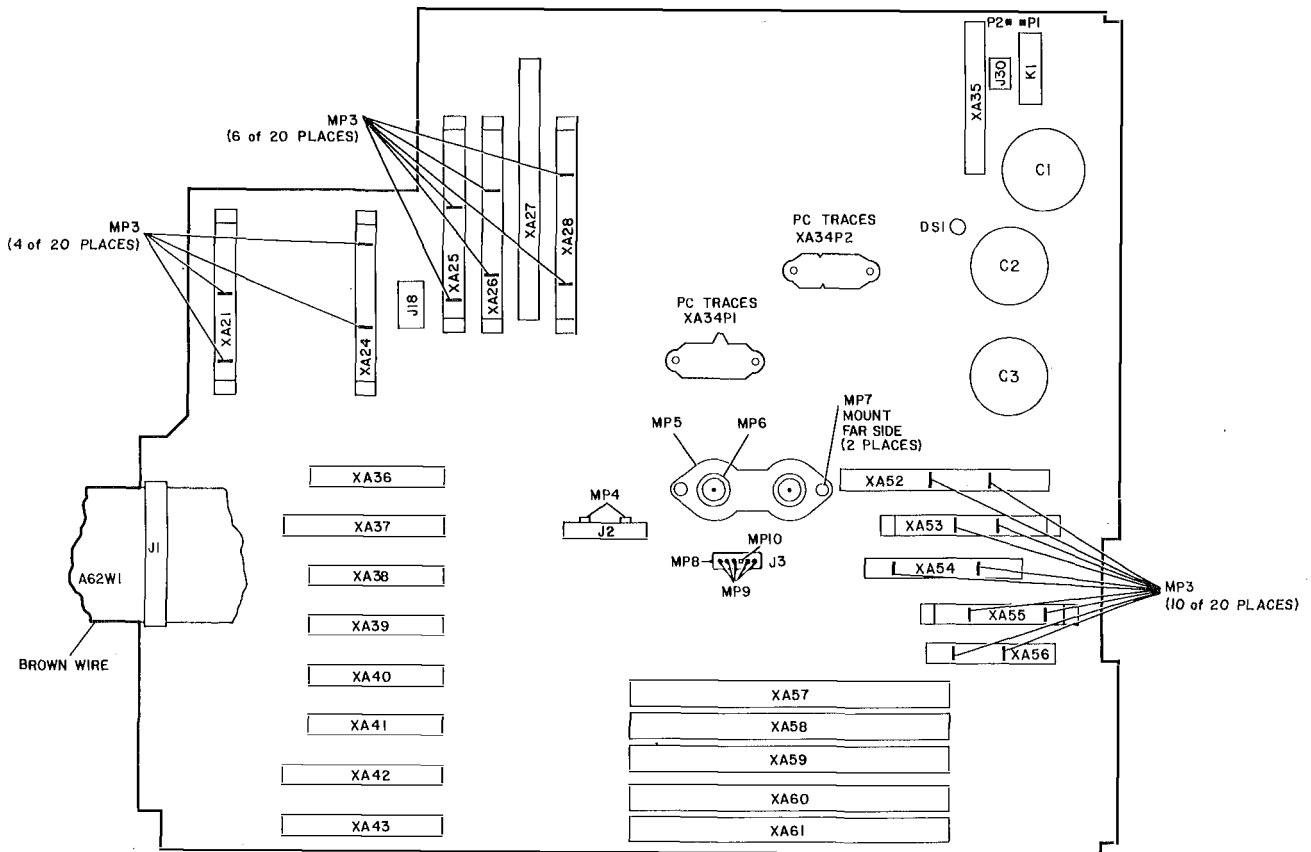 P2 P1
XA35
J30
K1
MP3
(6 of 20 PLACES)
XA25
XA26
XA27
XA28
C1
MP3
(4 of 20 PLACES)
XA21
XA24
J18
PC TRACES
XA34P2
DS1
C2
PC TRACES
XA34P1
C3
MP5
MP6
MP7
MOUNT
FAR SIDE
(2 PLACES)
XA36
XA37
XA38
XA39
XA40
XA41
XA42
XA43
J1
A62W1
BROWN WIRE
MP4
J2
MP10
MP8
J3
MP9
XA52
XA53
XA54
XA55
XA56
MP3
(10 of 20 PLACES)
XA57
XA58
XA59
XA60
XA61